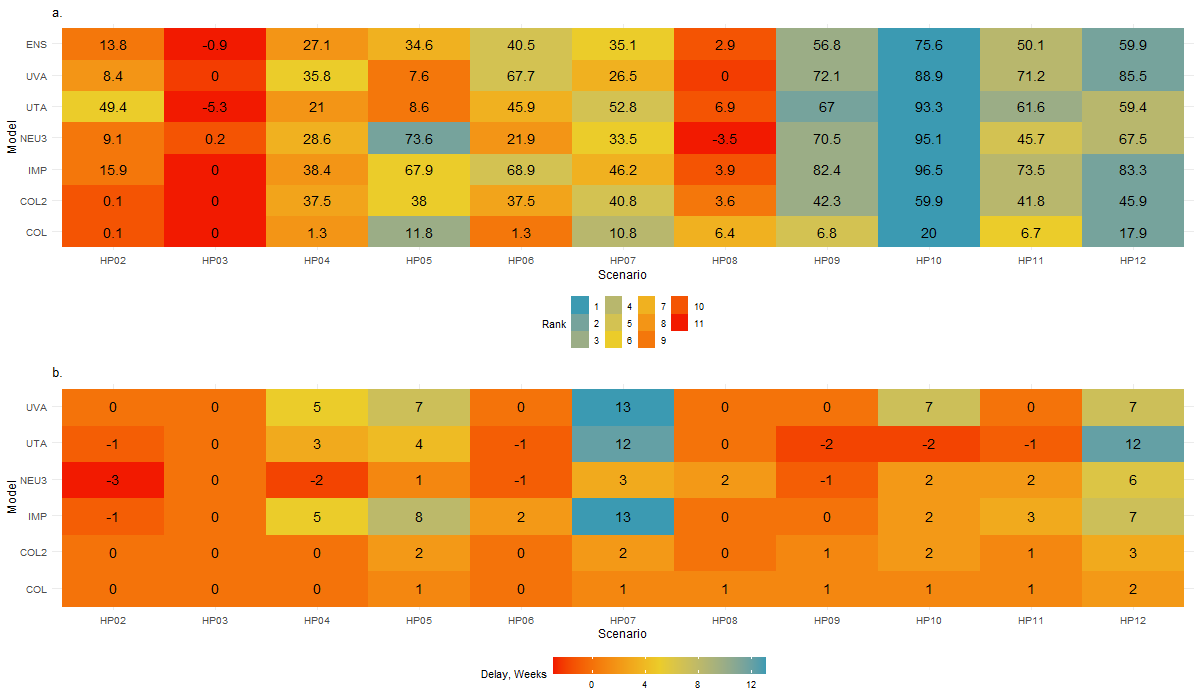 a.
ENS 13.8 -0.9 27.1 34.6 40.5 35.1 2.9 56.8 75.6 50.1 59.9
UVA 8.4 0 35.8 7.6 67.7 26.5 0 72.1 88.9 71.2 85.5
UTA 49.4 -5.3 21 8.6 45.9 52.8 6.9 67 93.3 61.6 59.4
NEU3 9.1 0.2 28.6 73.6 21.9 33.5 -3.5 70.5 95.1 45.7 67.5
IMP 15.9 0 38.4 67.9 68.9 46.2 3.9 82.4 96.5 73.5 83.3
COL2 0.1 0 37.5 38 37.5 40.8 3.6 42.3 59.9 41.8 45.9
COL 0.1 0 1.3 11.8 1.3 10.8 6.4 6.8 20 6.7 17.9
Model
HP02 HP03 HP04 HP05 HP06 HP07 HP08 HP09 HP10 HP11 HP12
Scenario
1 4 7 10
Rank 2 5 8 11
3 6 9
b.
UVA 0 0 5 7 0 13 0 0 7 0 7
UTA -1 0 3 4 -1 12 0 -2 -2 -1 12
NEU3 -3 0 -2 1 -1 3 2 -1 2 2 6
IMP -1 0 5 8 2 13 0 0 2 3 7
COL2 0 0 0 2 0 2 0 1 2 1 3
COL 0 0 0 1 0 1 1 1 1 1 2
Model
HP02 HP03 HP04 HP05 HP06 HP07 HP08 HP09 HP10 HP11 HP12
Scenario
Delay, Weeks
0 4 8 12